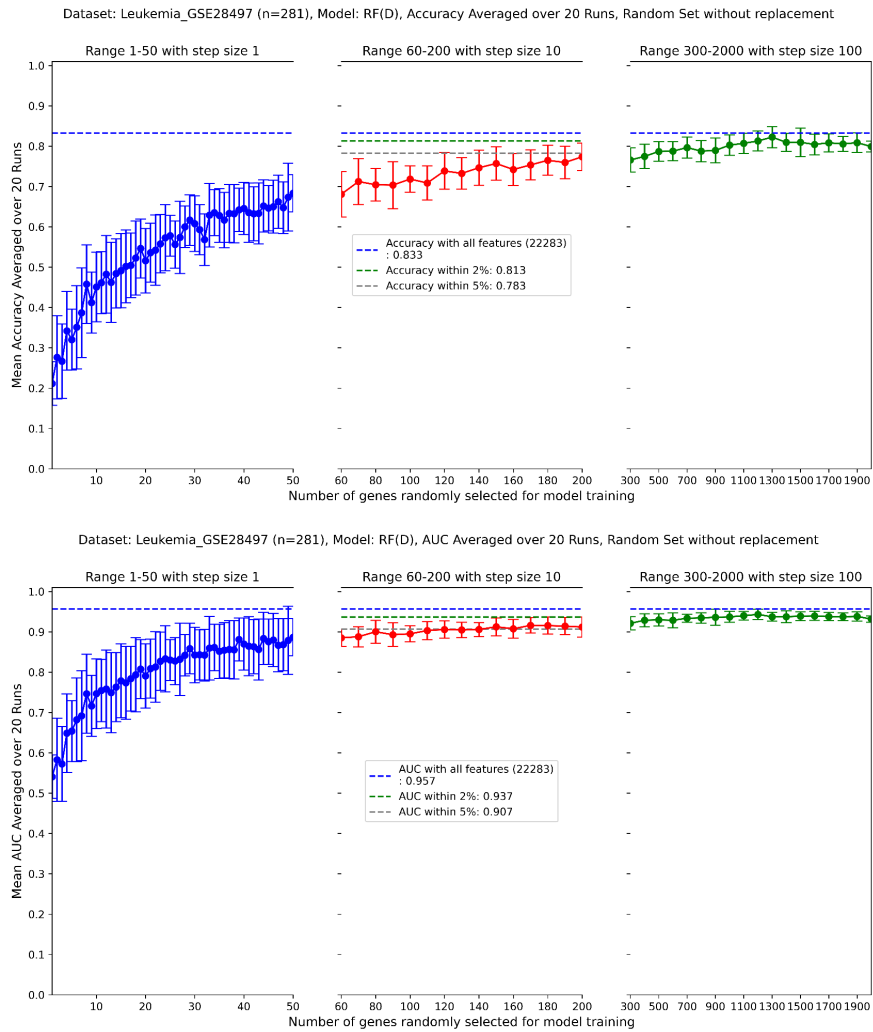 Dataset: Leukemia_GSE28497 (n=281), Model: RF(D), Accuracy Averaged over 20 Runs, Random Set without replacement
Range 1-50 with step size 1
Range 60-200 with step size 10
Range 300-2000 with step size 100
Mean Accuracy Averaged over 20 Runs
1.0
0.9
0.8
0.7
0.6
0.5
0.4
0.3
0.2
0.1
0.0
Accuracy with all features (22283)
: 0.833
Accuracy within 2%: 0.813
Accuracy within 5%: 0.783
10 20 30 40 50
60 80 100 120 140 160 180 200
300 500 700 900 1100 1300 1500 1700 1900
Number of genes randomly selected for model training
Dataset: Leukemia_GSE28497 (n=281), Model: RF(D), AUC Averaged over 20 Runs, Random Set without replacement
Range 1-50 with step size 1
Range 60-200 with step size 10
Range 300-2000 with step size 100
Mean AUC Averaged over 20 Runs
1.0
0.9
0.8
0.7
0.6
0.5
0.4
0.3
0.2
0.1
0.0
AUC with all features (22283)
: 0.957
AUC within 2%: 0.937
AUC within 5%: 0.907
10 20 30 40 50
60 80 100 120 140 160 180 200
300 500 700 900 1100 1300 1500 1700 1900
Number of genes randomly selected for model training